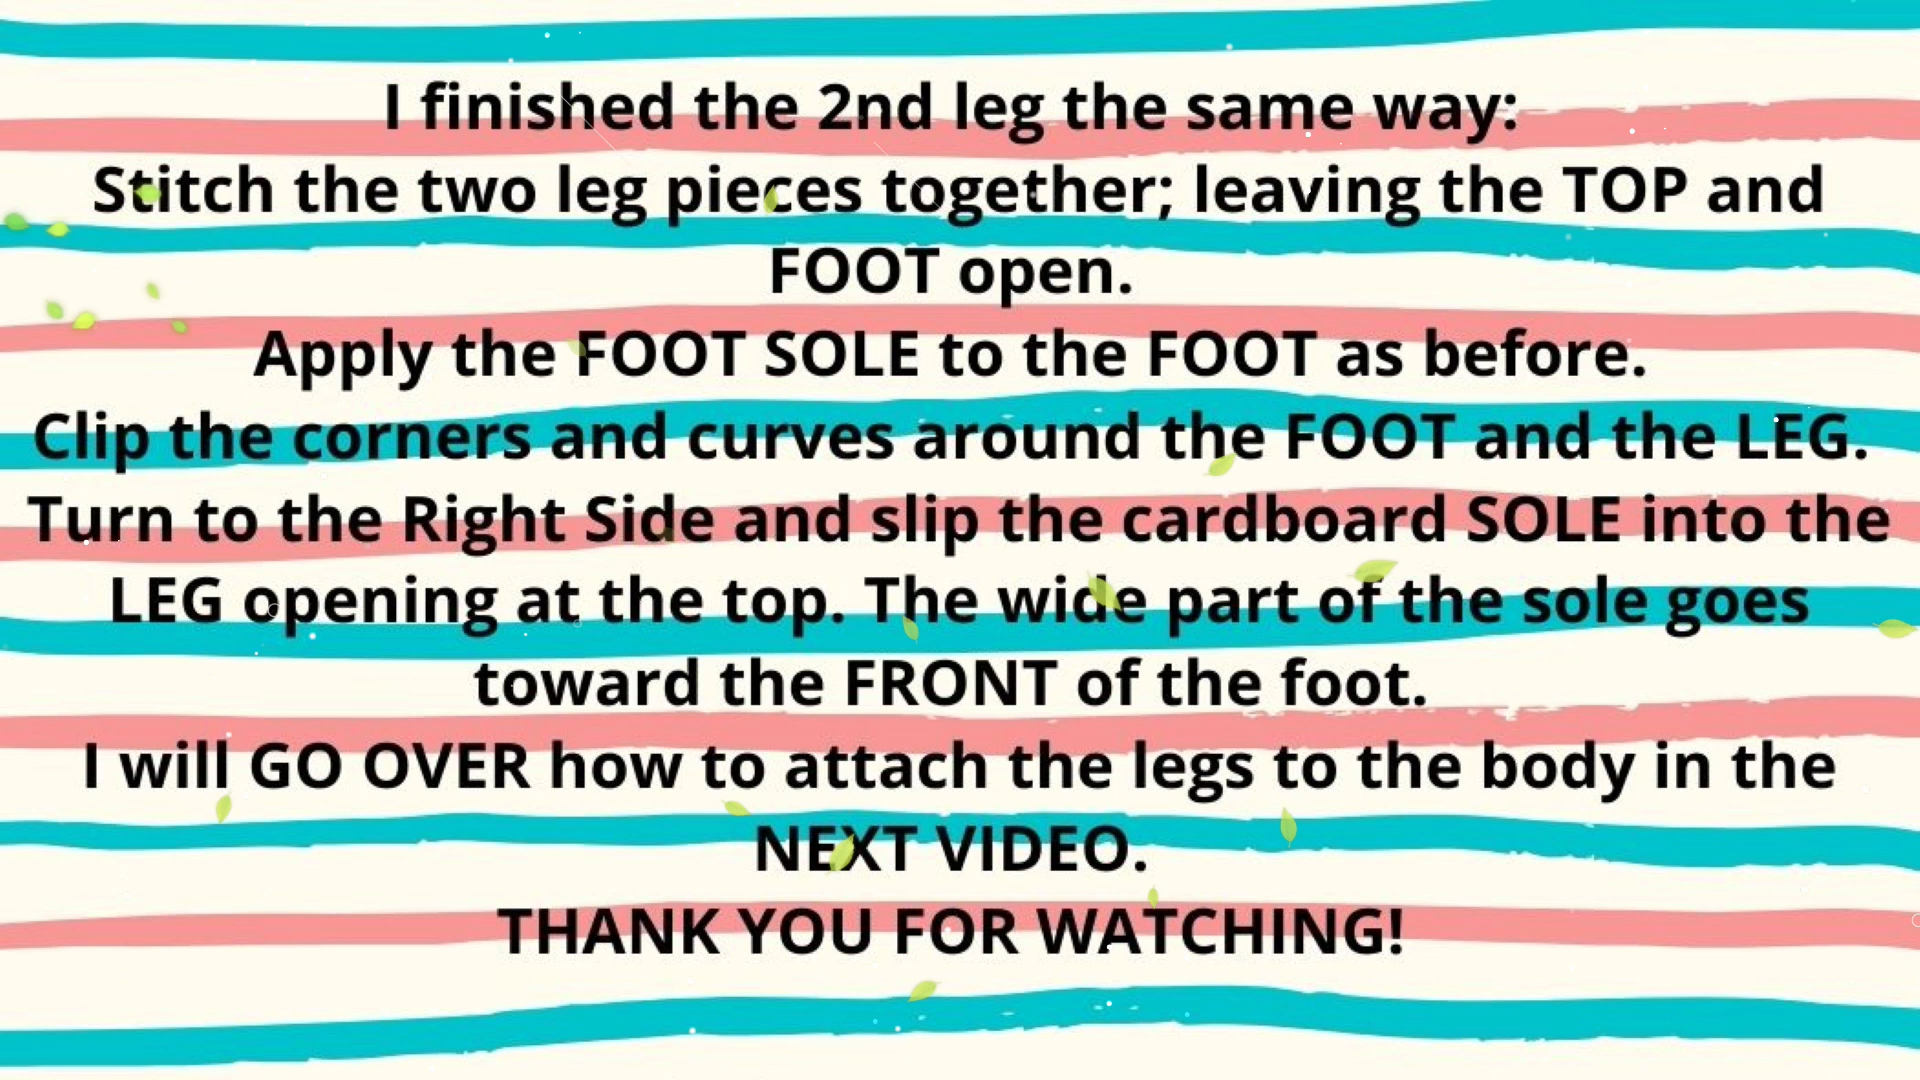 I finished the 2nd leg the same way:
Stitch the two leg pieces together; leaving the TOP and
FOOT open.
Apply the FOOT SOLE to the FOOT as before.
Clip the corners and curves around the FOOT and the LEG.
Turn to the Right Side and slip the cardboard SOLE into the
LEG opening at the top. The wide part of the sole goes
toward the FRONT of the foot.
I will GO OVER how to attach the legs to the body in the
NEXT VIDEO.
THANK YOU FOR WATCHING!